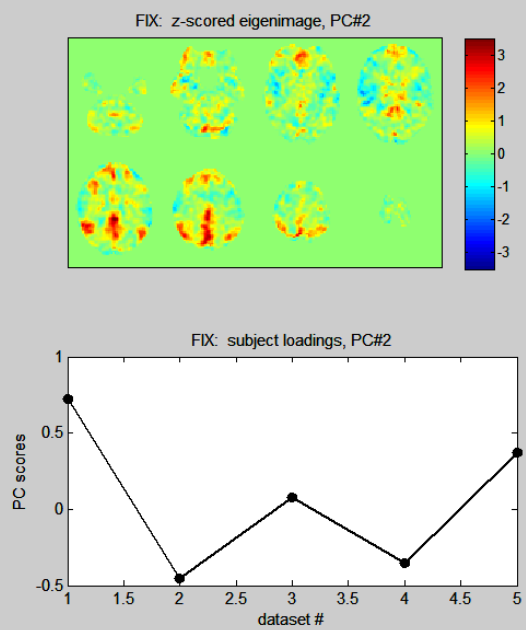 FIX: z-scored eigenimage, PC#2
3
2
1
0
-1
-2
-3
FIX: subject loadings, PC#2
1
0.5
0
-0.5
PC scores
1 1.5 2 2.5 3 3.5 4 4.5 5
dataset #